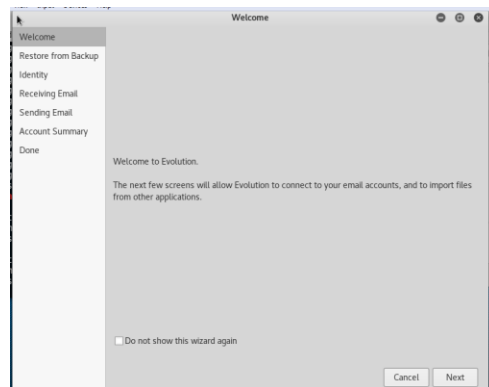 Welcome
Welcome
Restore from Backup
Identity
Receiving Email
Sending Email
Account Summary
Done
Welcome to Evolution.
The next few screens will allow Evolution to connect to your email accounts, and to import files
from other applications.
Do not show this wizard again
Cancel
Next